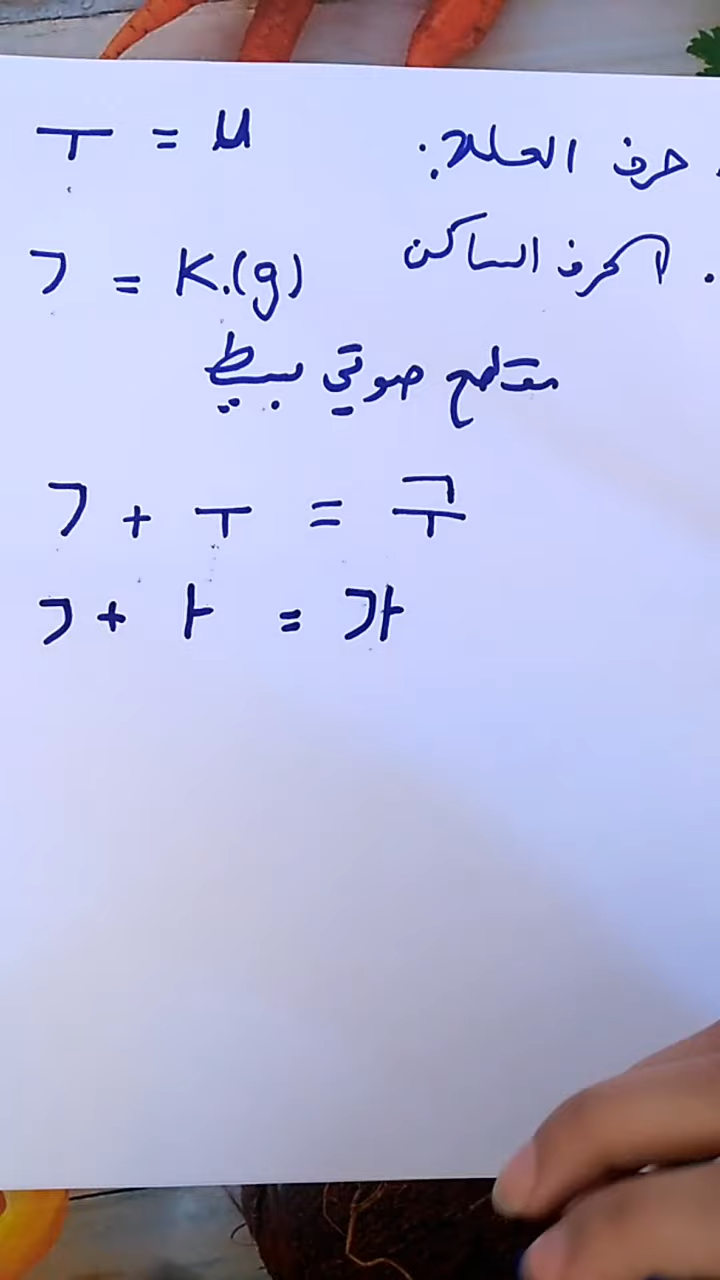 ㅜ = u حرف العلة:
ㄱ = K.(g) الحرف الساكن.
مقطع صوتي بسيط
ㄱ + ㅜ = 구
ㄱ + ㅏ = 가